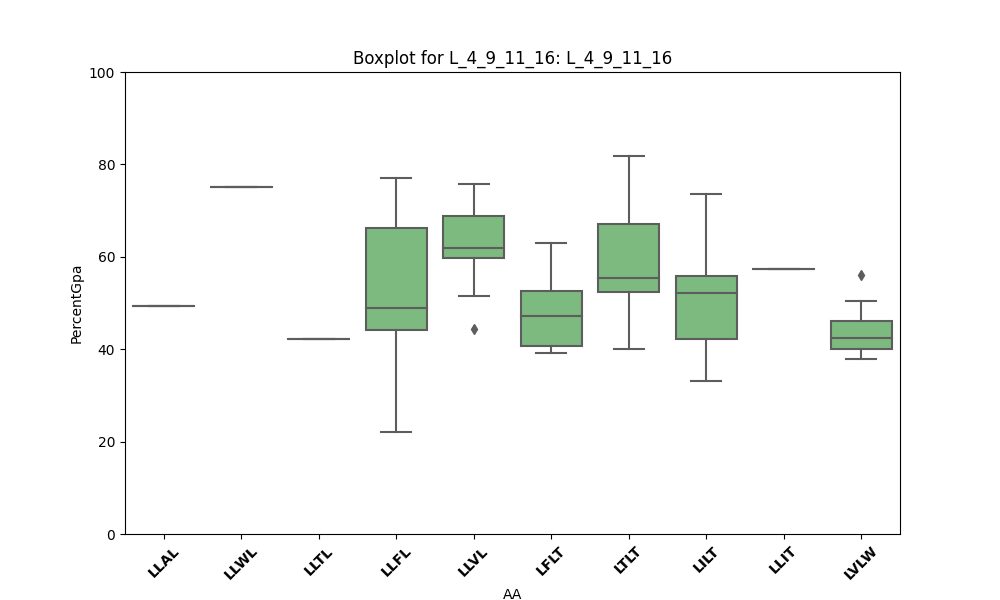 Boxplot for L_4_9_11_16: L_4_9_11_16
100
80
60
40
20
0
PercentGpa
LLAL
LLWL
LLTL
LLFL
LLVL
LFLT
LTLT
LILT
LLIT
LVLW
AA